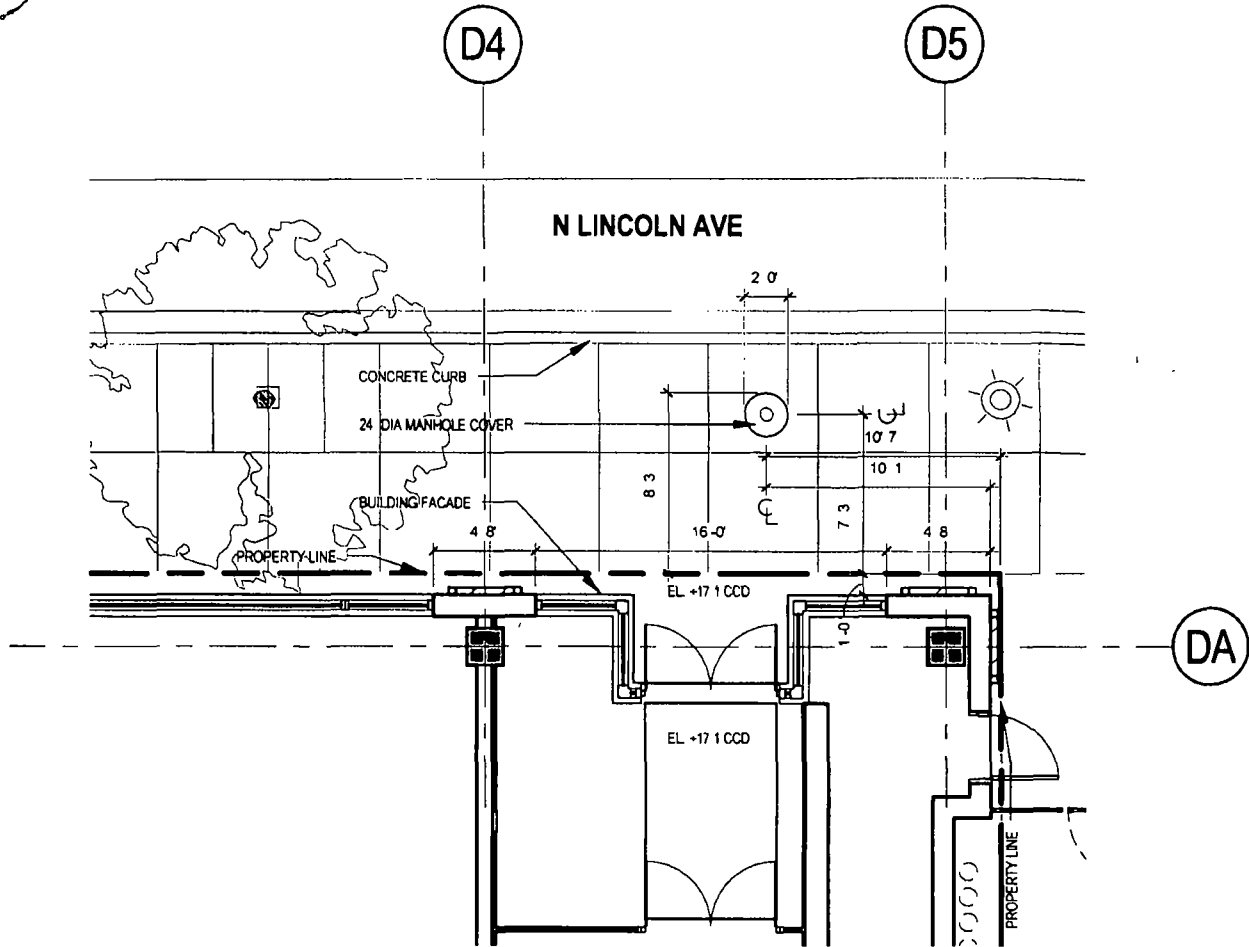 D4
D5
N LINCOLN AVE
2 0'
CONCRETE CURB
24 DIA MANHOLE COVER
CL
10' 7
10 1
8 3
CL
7 3
BUILDING FACADE
4 8'
16-0'
4 8
PROPERTY LINE
EL +17 1 CCD
1-0
DA
EL +17 1 CCD
PROPERTY LINE